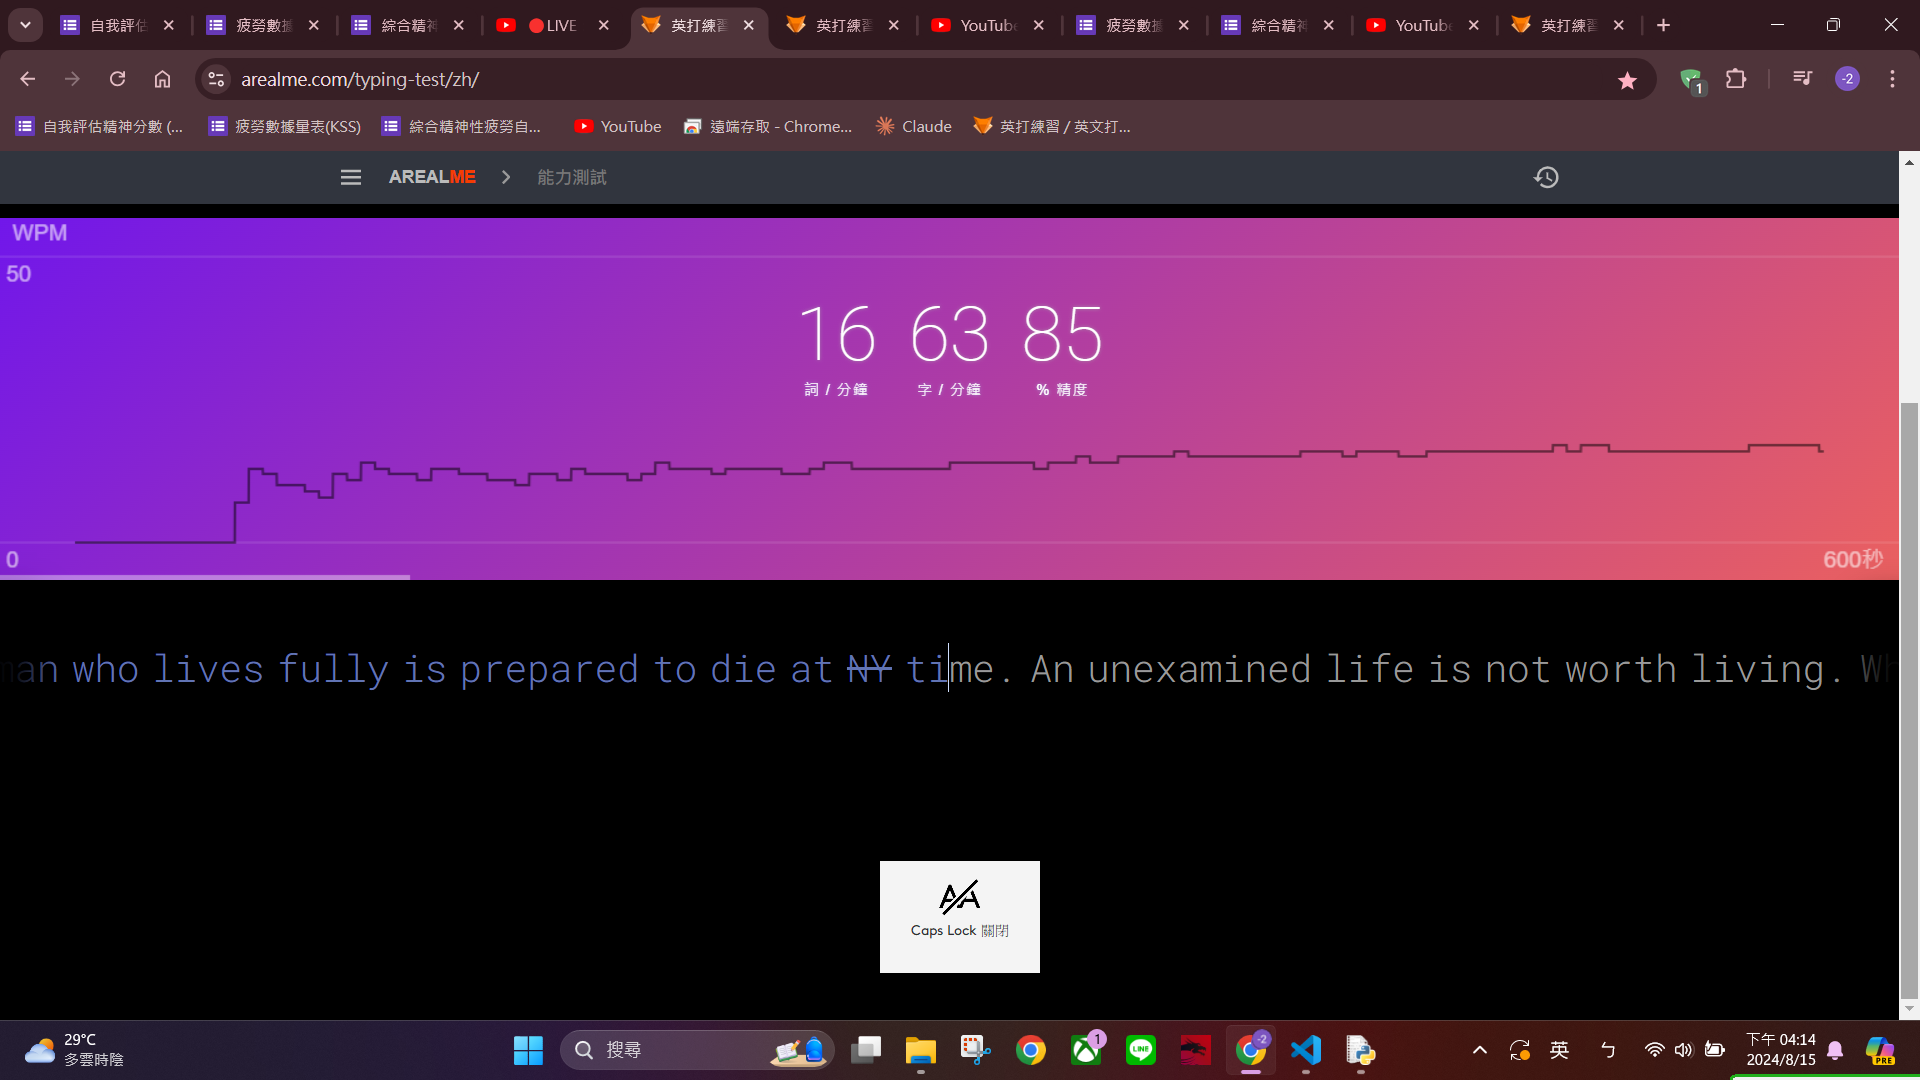 自我評估
疲勞數據
綜合精神
LIVE
英打練習
英打練習
YouTube
疲勞數據
綜合精神
YouTube
英打練習
arealme.com/typing-test/zh/
1
-2
自我評估精神分數 (...
疲勞數據量表(KSS)
綜合精神性疲勞自...
YouTube
遠端存取 - Chrome...
Claude
英打練習 / 英文打...
AREALME
能力測試
WPM
50
16 63 85
詞 / 分鐘 字 / 分鐘 % 精度
0
600秒
man who lives fully is prepared to die at NY time. An unexamined life is not worth living. Wh
Caps Lock 關閉
29°C
多雲時陰
搜尋
1
LINE
-2
英
ㄅ
下午 04:14
2024/8/15
PRE